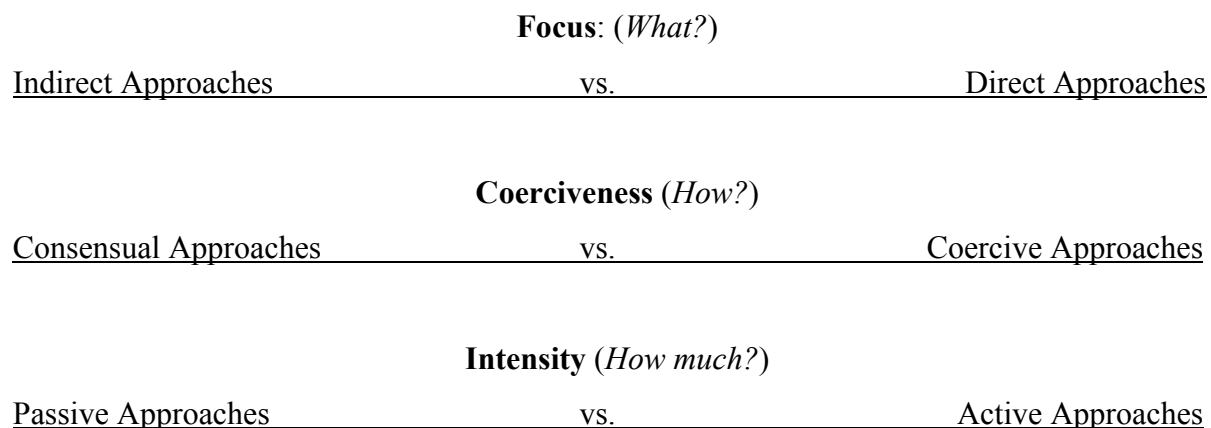 Focus: (What?)
Indirect Approaches vs. Direct Approaches
Coerciveness (How?)
Consensual Approaches vs. Coercive Approaches
Intensity (How much?)
Passive Approaches vs. Active Approaches